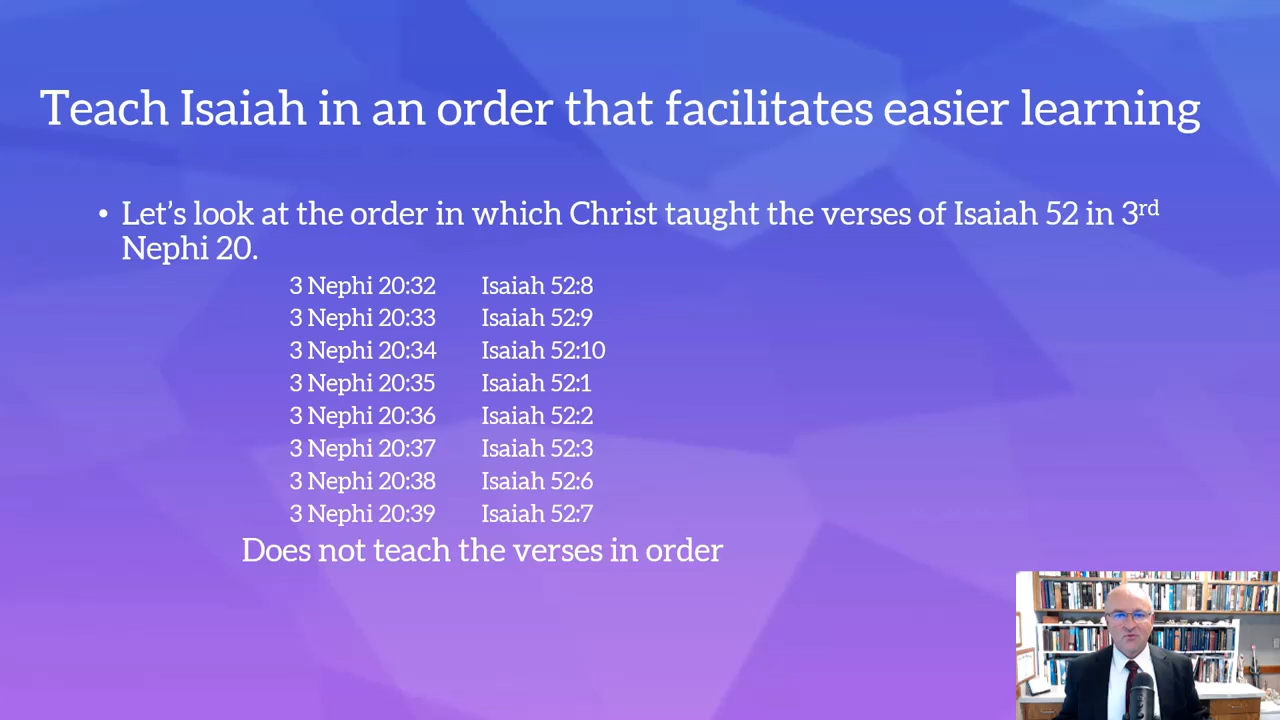 Teach Isaiah in an order that facilitates easier learning
• Let’s look at the order in which Christ taught the verses of Isaiah 52 in 3rd
Nephi 20.
3 Nephi 20:32 Isaiah 52:8
3 Nephi 20:33 Isaiah 52:9
3 Nephi 20:34 Isaiah 52:10
3 Nephi 20:35 Isaiah 52:1
3 Nephi 20:36 Isaiah 52:2
3 Nephi 20:37 Isaiah 52:3
3 Nephi 20:38 Isaiah 52:6
3 Nephi 20:39 Isaiah 52:7
Does not teach the verses in order